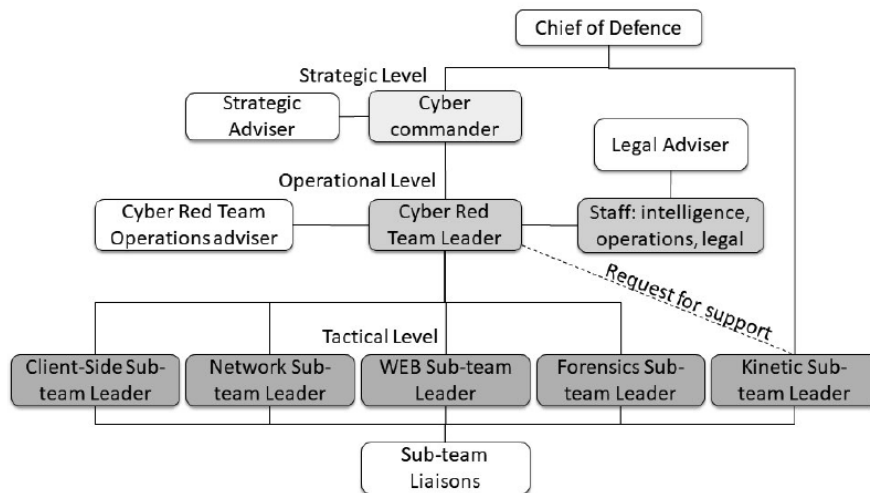 Chief of Defence
Strategic Level
Strategic
Adviser
Cyber
commander
Legal Adviser
Operational Level
Cyber Red Team
Operations adviser
Cyber Red
Team Leader
Staff: intelligence,
operations, legal
Request for support
Tactical Level
Client-Side Sub-
team Leader
Network Sub-
team Leader
WEB Sub-team
Leader
Forensics Sub-
team Leader
Kinetic Sub-
team Leader
Sub-team
Liaisons